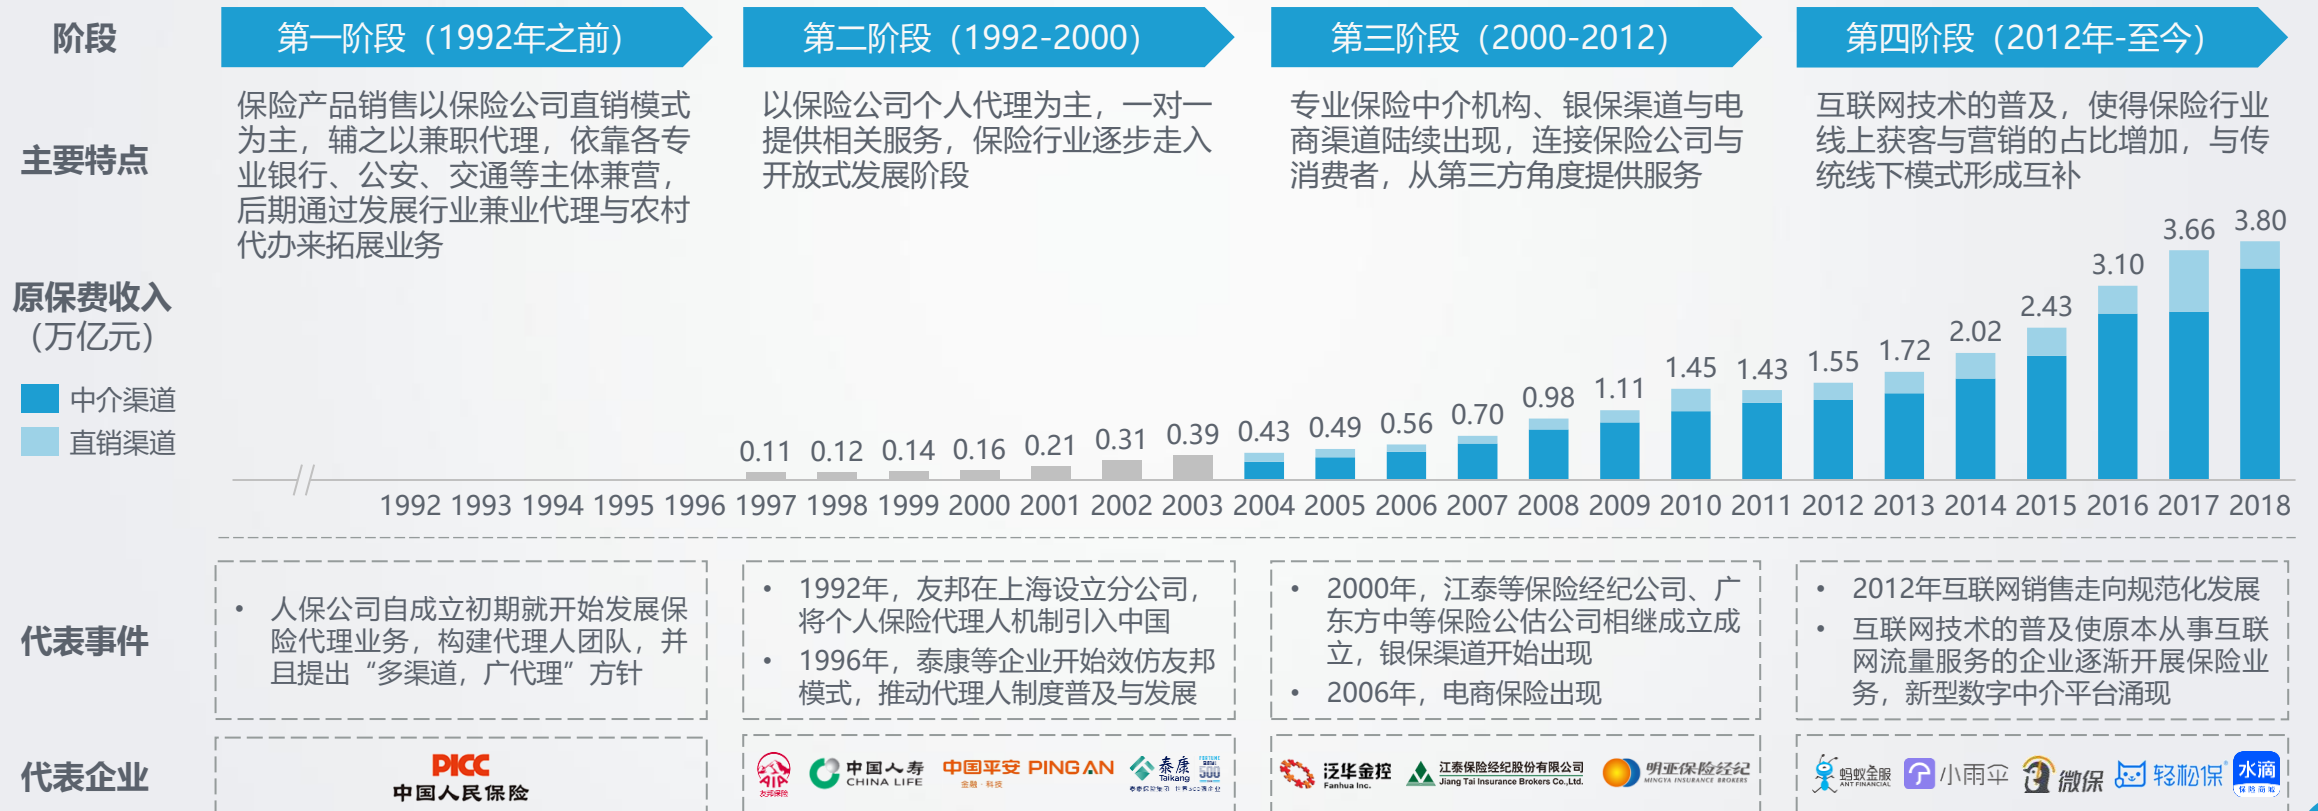 阶段
第一阶段（1992年之前）
第二阶段（1992-2000）
第三阶段（2000-2012）
第四阶段（2012年-至今）
主要特点
保险产品销售以保险公司直销模式
为主，辅之以兼职代理，依靠各专
业银行、公安、交通等主体兼营，
后期通过发展行业兼业代理与农村
代办来拓展业务
以保险公司个人代理为主，一对一
提供相关服务，保险行业逐步走入
开放式发展阶段
专业保险中介机构、银保渠道与电
商渠道陆续出现，连接保险公司与
消费者，从第三方角度提供服务
互联网技术的普及，使得保险行业
线上获客与营销的占比增加，与传
统线下模式形成互补
原保费收入
（万亿元）
中介渠道
直销渠道
0.11 0.12 0.14 0.16 0.21 0.31 0.39 0.43 0.49 0.56 0.70 0.98 1.11 1.45 1.43 1.55 1.72 2.02 2.43 3.10 3.66 3.80
1992 1993 1994 1995 1996 1997 1998 1999 2000 2001 2002 2003 2004 2005 2006 2007 2008 2009 2010 2011 2012 2013 2014 2015 2016 2017 2018
代表事件
• 人保公司自成立初期就开始发展保
险代理业务，构建代理人团队，并
且提出“多渠道，广代理”方针
• 1992年，友邦在上海设立分公司，
将个人保险代理人机制引入中国
• 1996年，泰康等企业开始效仿友邦
模式，推动代理人制度普及与发展
• 2000年，江泰等保险经纪公司、广
东方中等保险公估公司相继成立成
立，银保渠道开始出现
• 2006年，电商保险出现
• 2012年互联网销售走向规范化发展
• 互联网技术的普及使原本从事互联
网流量服务的企业逐渐开展保险业
务，新型数字中介平台涌现
代表企业
PICC
中国人民保险
AIA
友邦保险
中国人寿
CHINA LIFE
中国平安 PING AN
金融·科技
泰康
Taikang
FORTUNE
500
泛华金控
Fanhua Inc.
江泰保险经纪股份有限公司
Jiang Tai Insurance Brokers Co.,Ltd.
明亚保险经纪
MINGYA INSURANCE BROKERS
蚂蚁金服
ANT FINANCIAL
小雨伞
微保
轻松保
水滴
保险商城